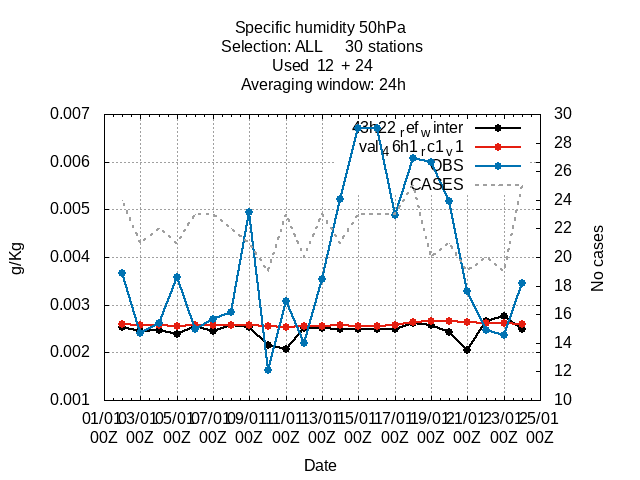 Specific humidity 50hPa
Selection: ALL 30 stations
Used 12 + 24
Averaging window: 24h
0.007
0.006
0.005
0.004
0.003
0.002
0.001
g/Kg
30
28
26
24
22
20
18
16
14
12
10
No cases
43h22 refwinter
val46h1rc1v1
OBS
CASES
01/01 03/01 05/01 07/01 09/01 11/01 13/01 15/01 17/01 19/01 21/01 23/01 25/01
00Z 00Z 00Z 00Z 00Z 00Z 00Z 00Z 00Z 00Z 00Z 00Z 00Z
Date